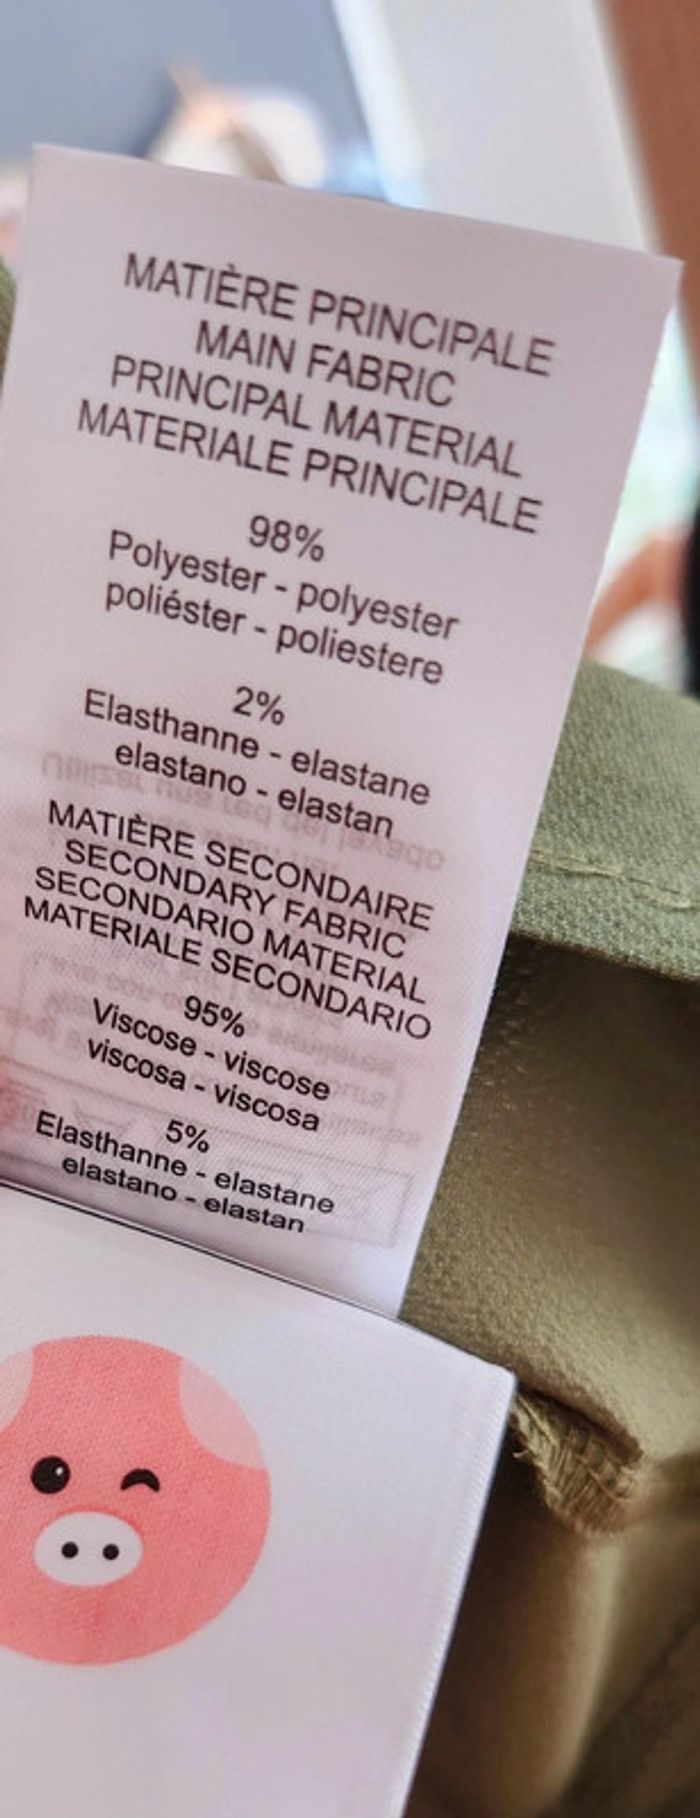 MATIÈRE PRINCIPALE
MAIN FABRIC
PRINCIPAL MATERIAL
MATERIALE PRINCIPALE
98%
Polyester - polyester
poliéster - poliestere
2%
Elasthanne - elastane
elastano - elastan
MATIÈRE SECONDAIRE
SECONDARY FABRIC
SECONDARIO MATERIAL
MATERIALE SECONDARIO
95%
Viscose - viscose
viscosa - viscosa
5%
Elasthanne - elastane
elastano - elastan